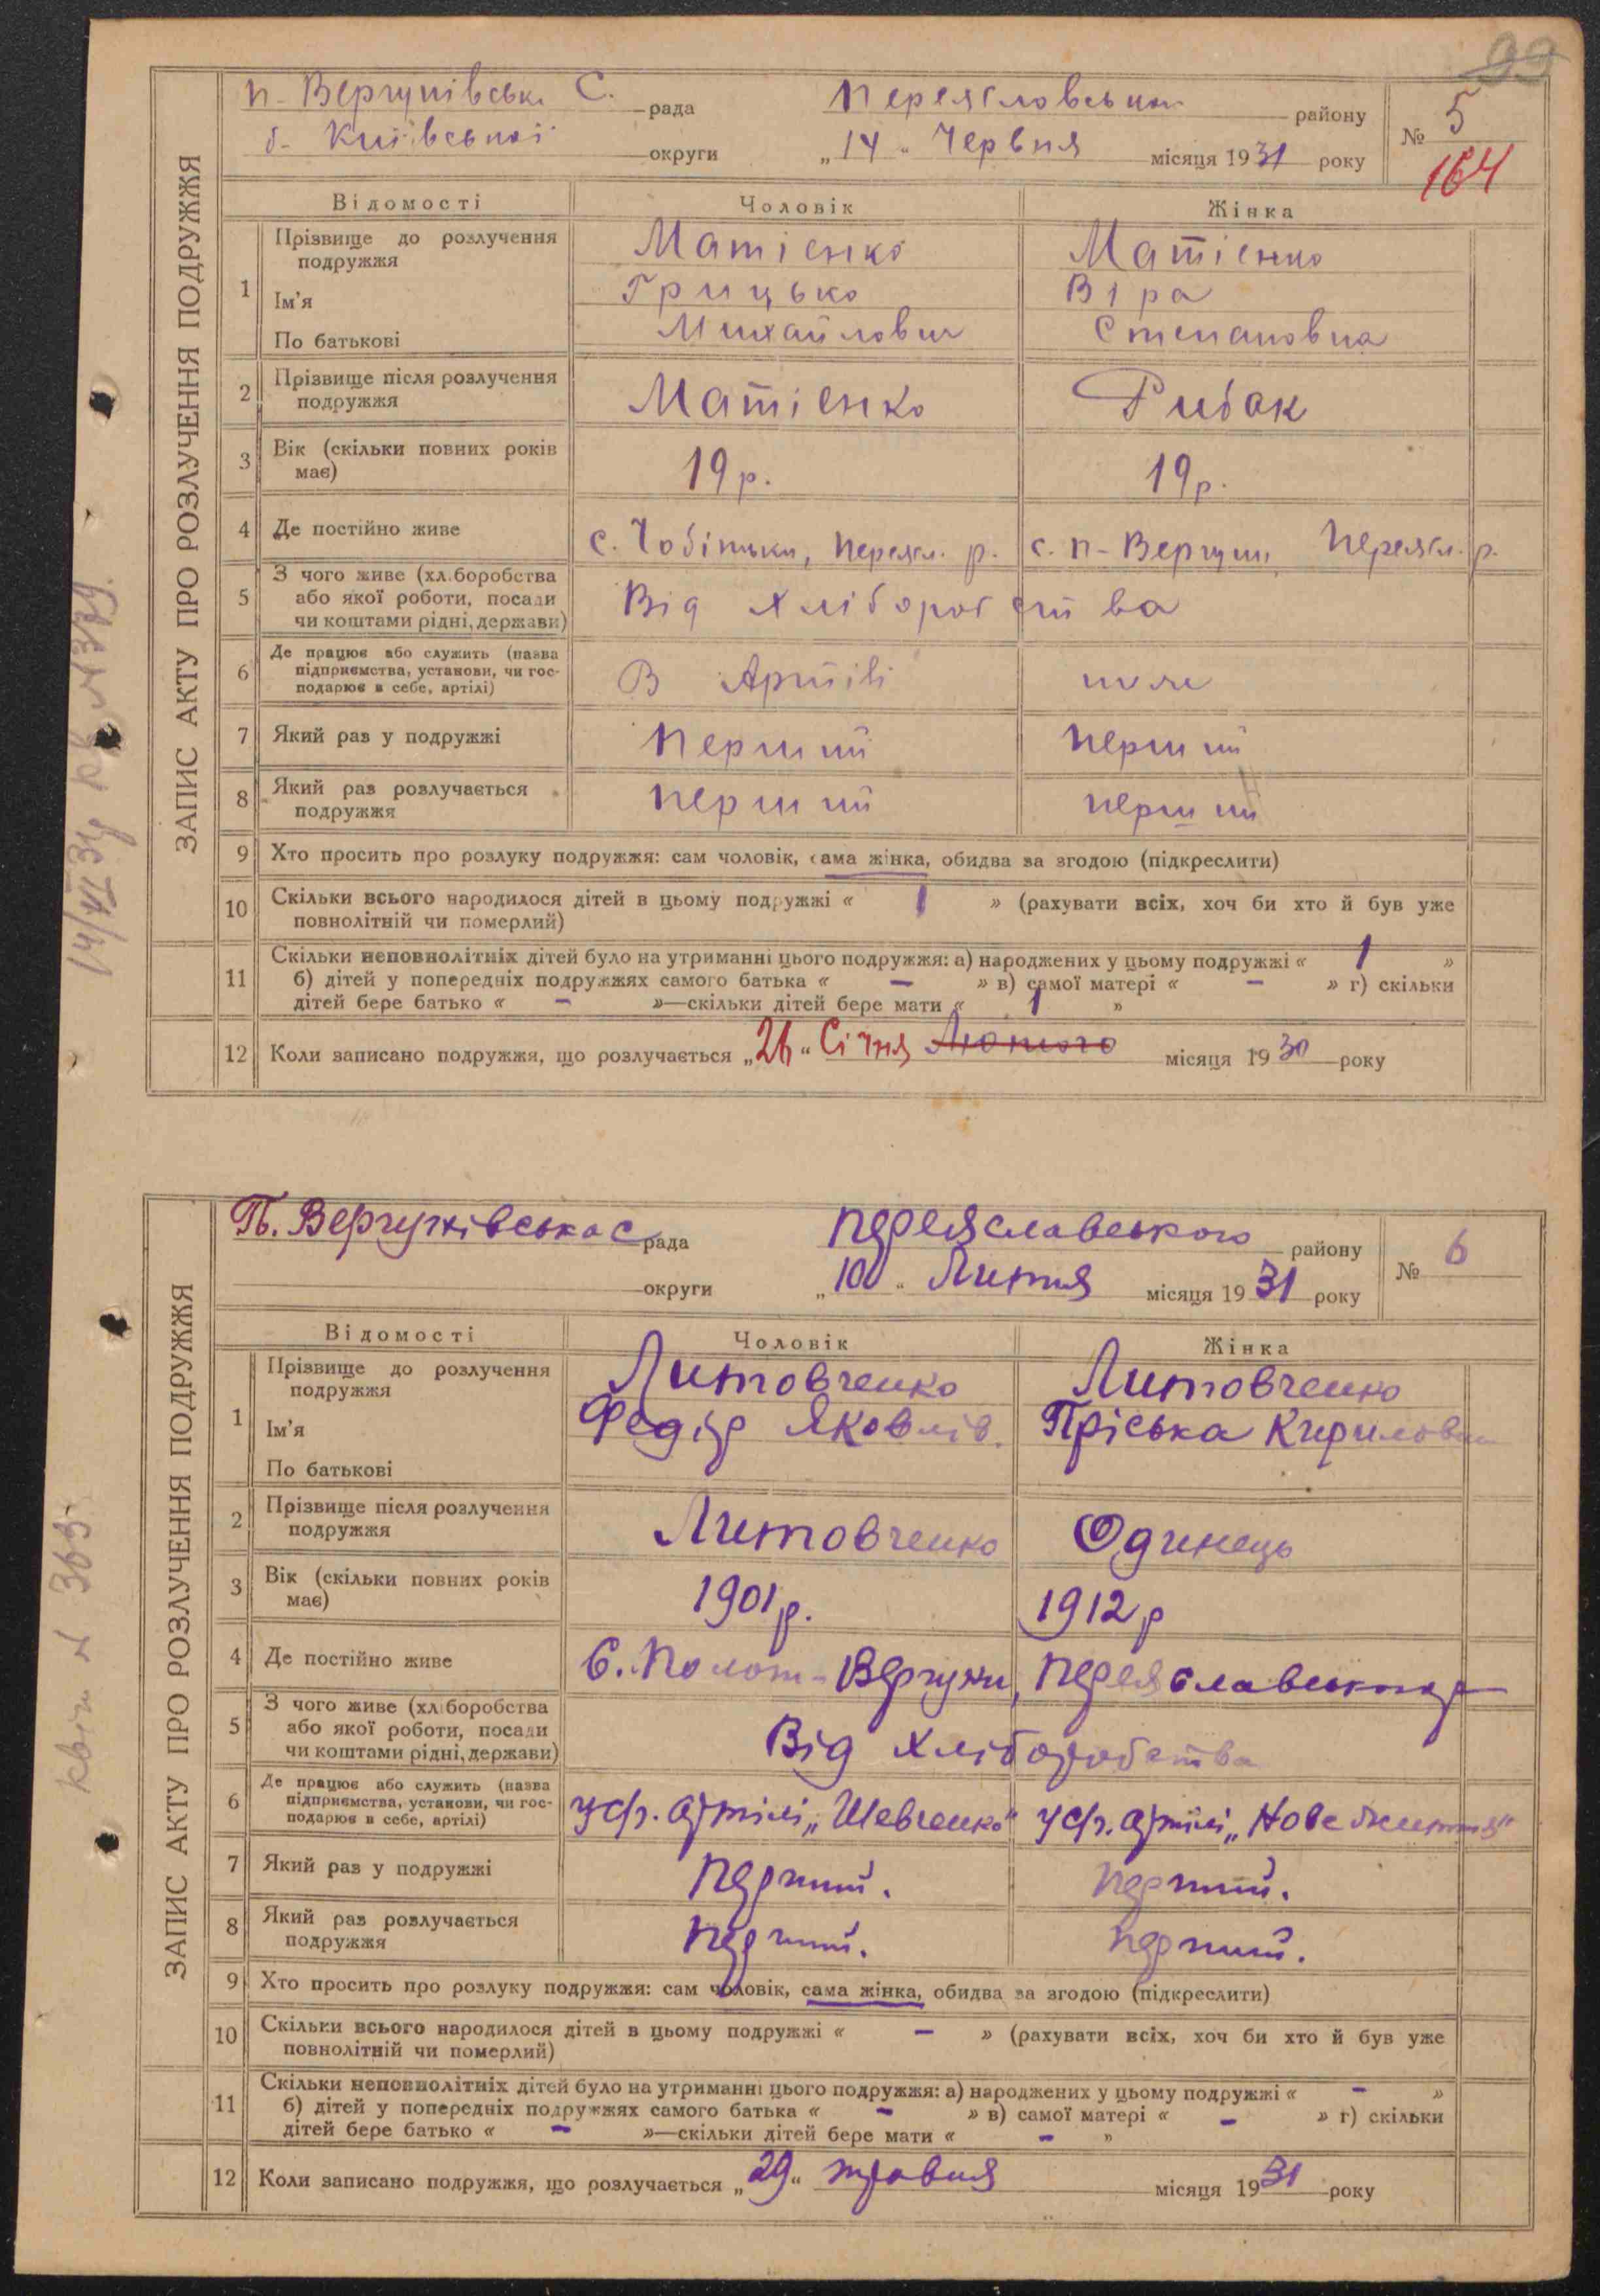 99
ЗАПИС АКТУ ПРО РОЗЛУЧЕННЯ ПОДРУЖЖЯ
п- Вергунівська С. рада Переяславської району № 5
б- Київської округи „14" Червня місяця 1931 року 164
Відомості Чоловік Жінка
1 Прізвище до розлучення подружжя Матієнко Матієнко
Ім'я Грицько Віра
По батькові Михайлович Степановна
2 Прізвище після розлучення подружжя Матієнко Рибак
3 Вік (скільки повних років має) 19 р. 19 р.
4 Де постійно живе с. Чобітьки, Переясл. р. с. п- Вергуни, Переясл. р.
5 З чого живе (хліборобства або якої роботи, посади чи коштами рідні, держави) Від хліборобства
6 Де працює або служить (назва підприємства, установи, чи господарює в себе, артілі) В Артілі
7 Який раз у подружжі Перший Перший
8 Який раз розлучається подружжя Перший Перший
9 Хто просить про розлуку подружжя: сам чоловік, сама жінка, обидва за згодою (підкреслити)
10 Скільки всього народилося дітей в цьому подружжі « 1 » (рахувати всіх, хоч би хто й був уже
повнолітній чи померлий)
11 Скільки неповнолітніх дітей було на утриманні цього подружжя: а) народжених у цьому подружжі « 1 »
б) дітей у попередніх подружжях самого батька « - » в) самої матері « - » г) скільки
дітей бере батько « - »—скільки дітей бере мати « 1 »
12 Коли записано подружжя, що розлучається „26" Січня Лютого місяця 1930 року
ЗАПИС АКТУ ПРО РОЗЛУЧЕННЯ ПОДРУЖЖЯ
П. Вергунівська с рада Переяславського району № 6
округи „10" Липня місяця 1931 року
Відомості Чоловік Жінка
1 Прізвище до розлучення подружжя Литовченко Литовченко
Ім'я Федір Яковлів. Пріська Кирилов
По батькові
2 Прізвище після розлучення подружжя Литовченко Одинець
3 Вік (скільки повних років має) 1901 р. 1912 р
4 Де постійно живе С. Полож-Вергуни, Переяславського р
5 З чого живе (хліборобства або якої роботи, посади чи коштами рідні, держави) Від хліборобства
6 Де працює або служить (назва підприємства, установи, чи господарює в себе, артілі) у с/г. артілі „Шевченко" у с/г. артілі „Нове життя"
7 Який раз у подружжі Перший. Перший.
8 Який раз розлучається подружжя Перший. Перший.
9 Хто просить про розлуку подружжя: сам чоловік, сама жінка, обидва за згодою (підкреслити)
10 Скільки всього народилося дітей в цьому подружжі « - » (рахувати всіх, хоч би хто й був уже
повнолітній чи померлий)
11 Скільки неповнолітніх дітей було на утриманні цього подружжя: а) народжених у цьому подружжі « - »
б) дітей у попередніх подружжях самого батька « - » в) самої матері « - » г) скільки
дітей бере батько « - »—скільки дітей бере мати « - »
12 Коли записано подружжя, що розлучається „29" травня місяця 1931 року